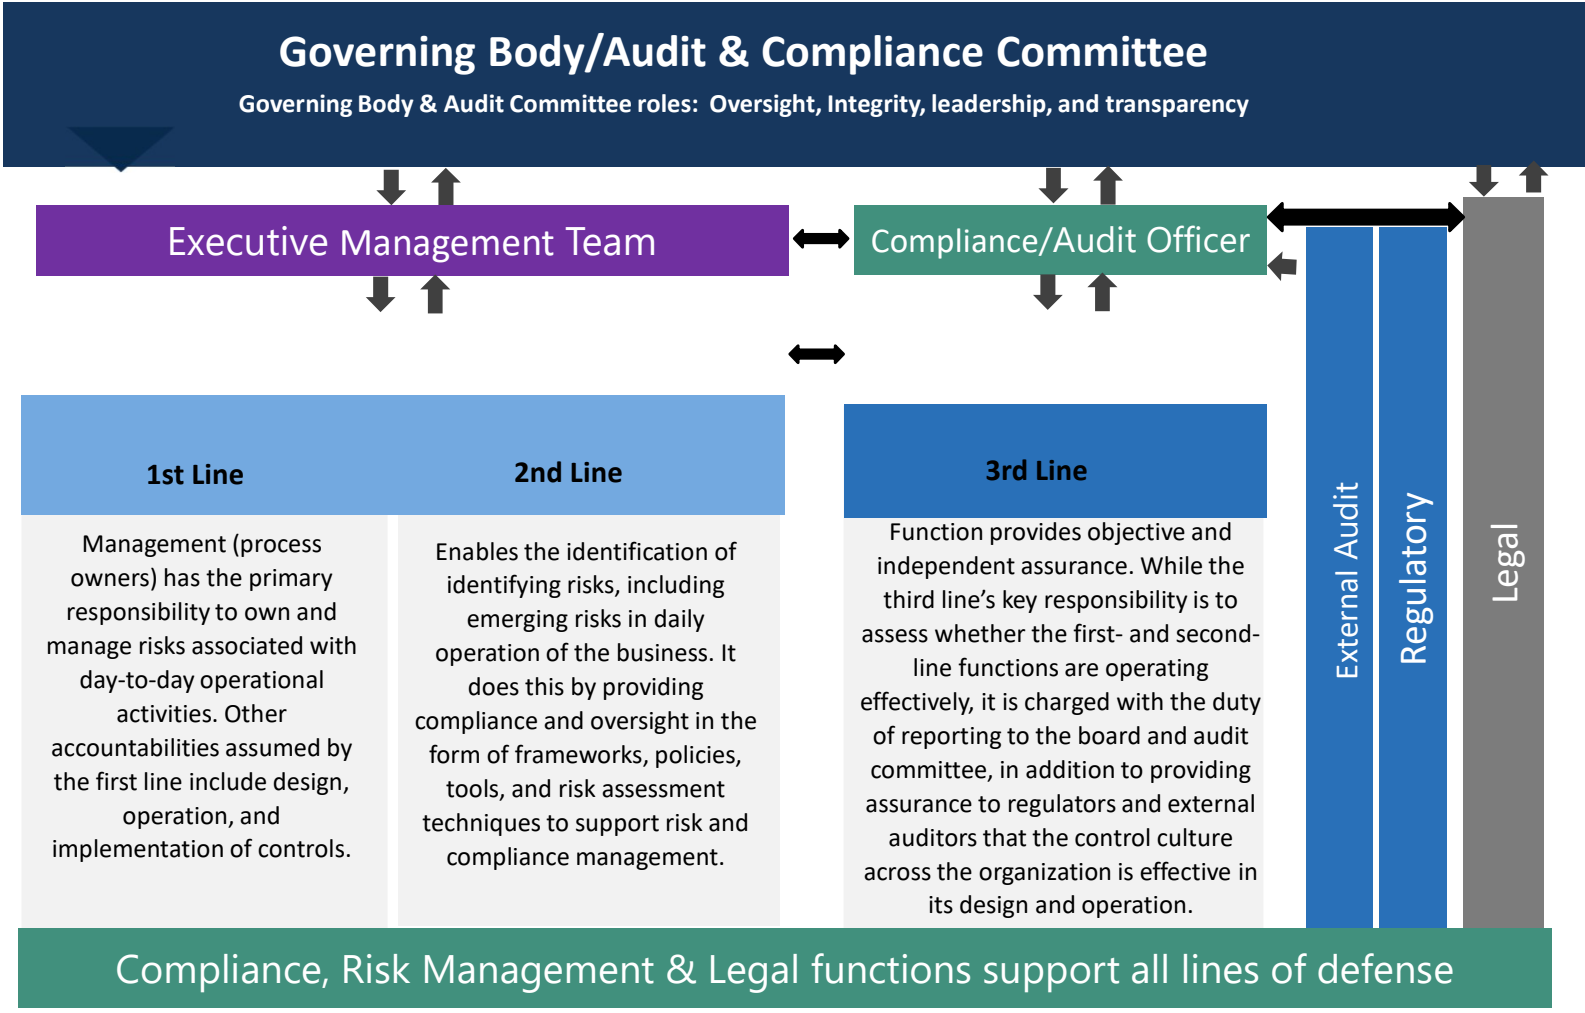 Governing Body/Audit & Compliance Committee
Governing Body & Audit Committee roles:  Oversight, Integrity, leadership, and transparency
Executive Management Team
Compliance/Audit Officer
1st Line
Management (process
owners) has the primary
responsibility to own and
manage risks associated with
day-to-day operational
activities. Other
accountabilities assumed by
the first line include design,
operation, and
implementation of controls.
2nd Line
Enables the identification of
identifying risks, including
emerging risks in daily
operation of the business. It
does this by providing
compliance and oversight in the
form of frameworks, policies,
tools, and risk assessment
techniques to support risk and
compliance management.
3rd Line
Function provides objective and
independent assurance. While the
third line’s key responsibility is to
assess whether the first- and second-
line functions are operating
effectively, it is charged with the duty
of reporting to the board and audit
committee, in addition to providing
assurance to regulators and external
auditors that the control culture
across the organization is effective in
its design and operation.
External Audit
Regulatory
Legal
Compliance, Risk Management & Legal functions support all lines of defense